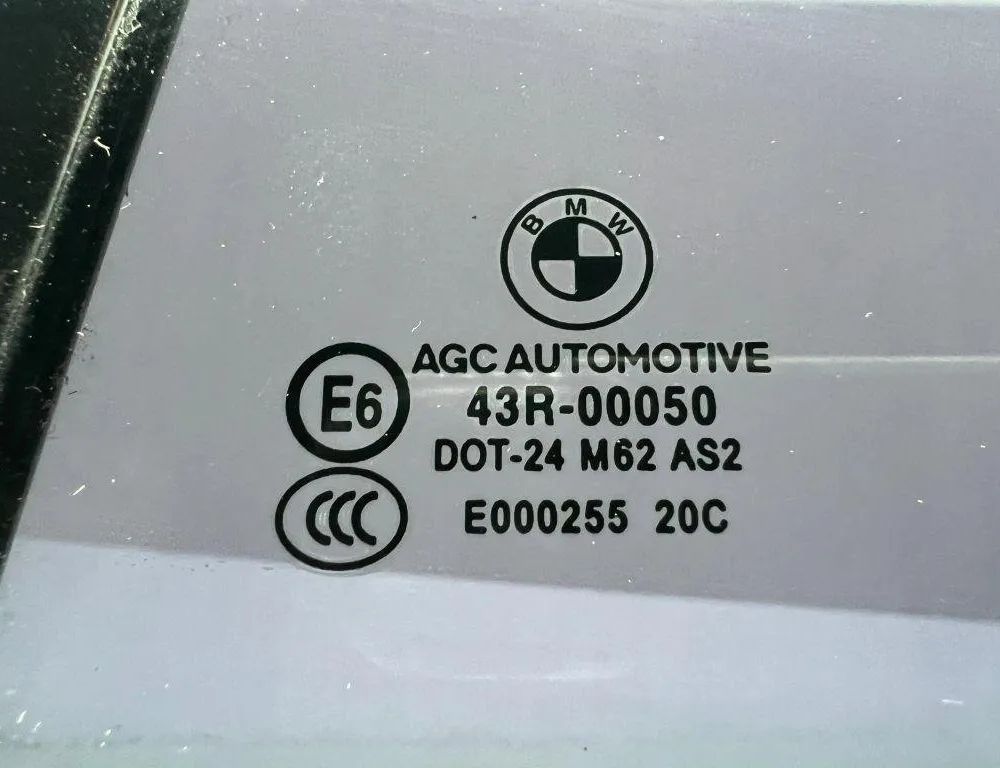 BMW
AGC AUTOMOTIVE
E6
43R-00050
DOT-24 M62 AS2
CCC
E000255 20C